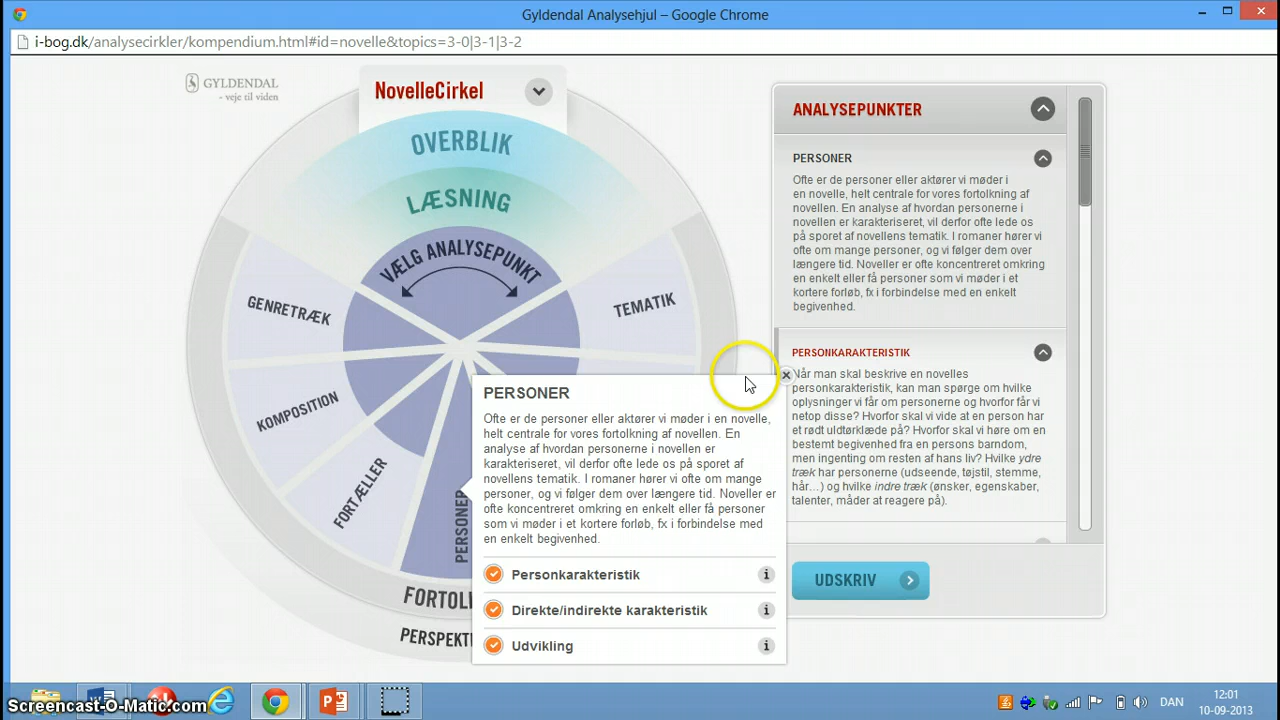 Gyldendal Analysehjul – Google Chrome
i-bog.dk/analysecirkler/kompendium.html#id=novelle&topics=3-0|3-1|3-2
GYLDENDAL
- veje til viden
NovelleCirkel
OVERBLIK
LÆSNING
VÆLG ANALYSEPUNKT
GENRETRÆK
TEMATIK
KOMPOSITION
FORTÆLLER
PERSONER
FORTOL
PERSPEKT
PERSONER
Ofte er de personer eller aktører vi møder i en novelle,
helt centrale for vores fortolkning af novellen. En
analyse af hvordan personerne i novellen er
karakteriseret, vil derfor ofte lede os på sporet af
novellens tematik. I romaner hører vi ofte om mange
personer, og vi følger dem over længere tid. Noveller er
ofte koncentreret omkring en enkelt eller få personer
som vi møder i et kortere forløb, fx i forbindelse med
en enkelt begivenhed.
Personkarakteristik
Direkte/indirekte karakteristik
Udvikling
ANALYSEPUNKTER
PERSONER
Ofte er de personer eller aktører vi møder i
en novelle, helt centrale for vores fortolkning af
novellen. En analyse af hvordan personerne i
novellen er karakteriseret, vil derfor ofte lede os
på sporet af novellens tematik. I romaner hører vi
ofte om mange personer, og vi følger dem over
længere tid. Noveller er ofte koncentreret omkring
en enkelt eller få personer som vi møder i et
kortere forløb, fx i forbindelse med en enkelt
begivenhed.
PERSONKARAKTERISTIK
Når man skal beskrive en novelles
personkarakteristik, kan man spørge om hvilke
oplysninger vi får om personerne og hvorfor får vi
netop disse? Hvorfor skal vi vide at en person har
et rødt uldtørklæde på? Hvorfor skal vi høre om en
bestemt begivenhed fra en persons barndom,
men ingenting om resten af hans liv? Hvilke ydre
træk har personerne (udseende, tøjstil, stemme,
hår…) og hvilke indre træk (ønsker, egenskaber,
talenter, måder at reagere på).
UDSKRIV
Screencast-O-Matic.com
DAN
12:01
10-09-2013